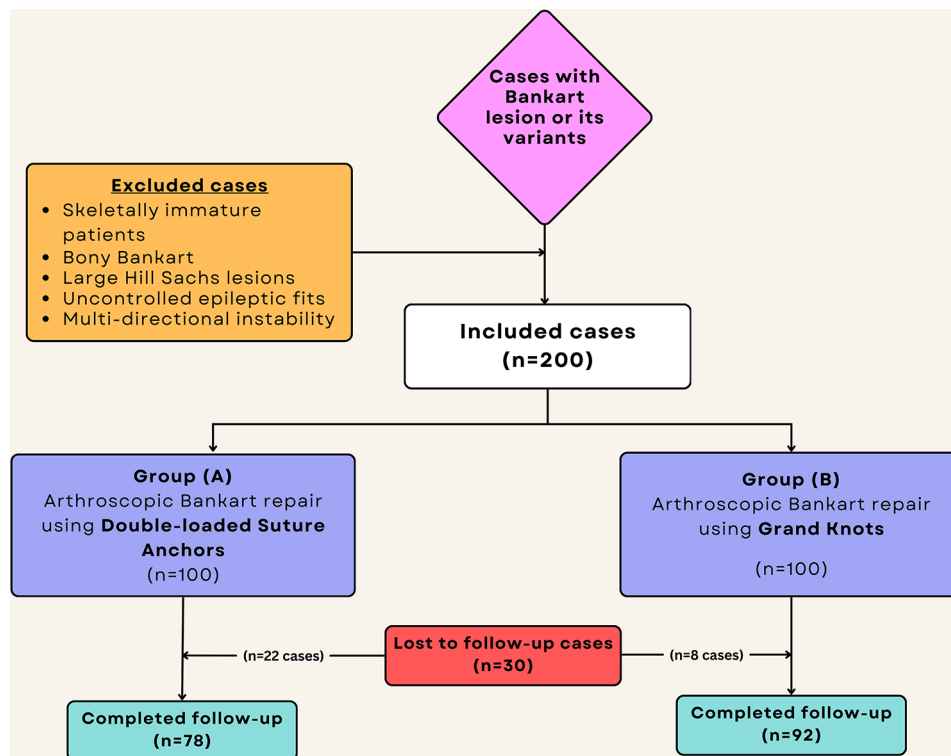 Cases with
Bankart
lesion or its
variants
Excluded cases
• Skeletally immature
patients
• Bony Bankart
• Large Hill Sachs lesions
• Uncontrolled epileptic fits
• Multi-directional instability
Included cases
(n=200)
Group (A)
Arthroscopic Bankart repair
using Double-loaded Suture
Anchors
(n=100)
Group (B)
Arthroscopic Bankart repair
using Grand Knots
(n=100)
Lost to follow-up cases
(n=30)
(n=22 cases)
(n=8 cases)
Completed follow-up
(n=78)
Completed follow-up
(n=92)